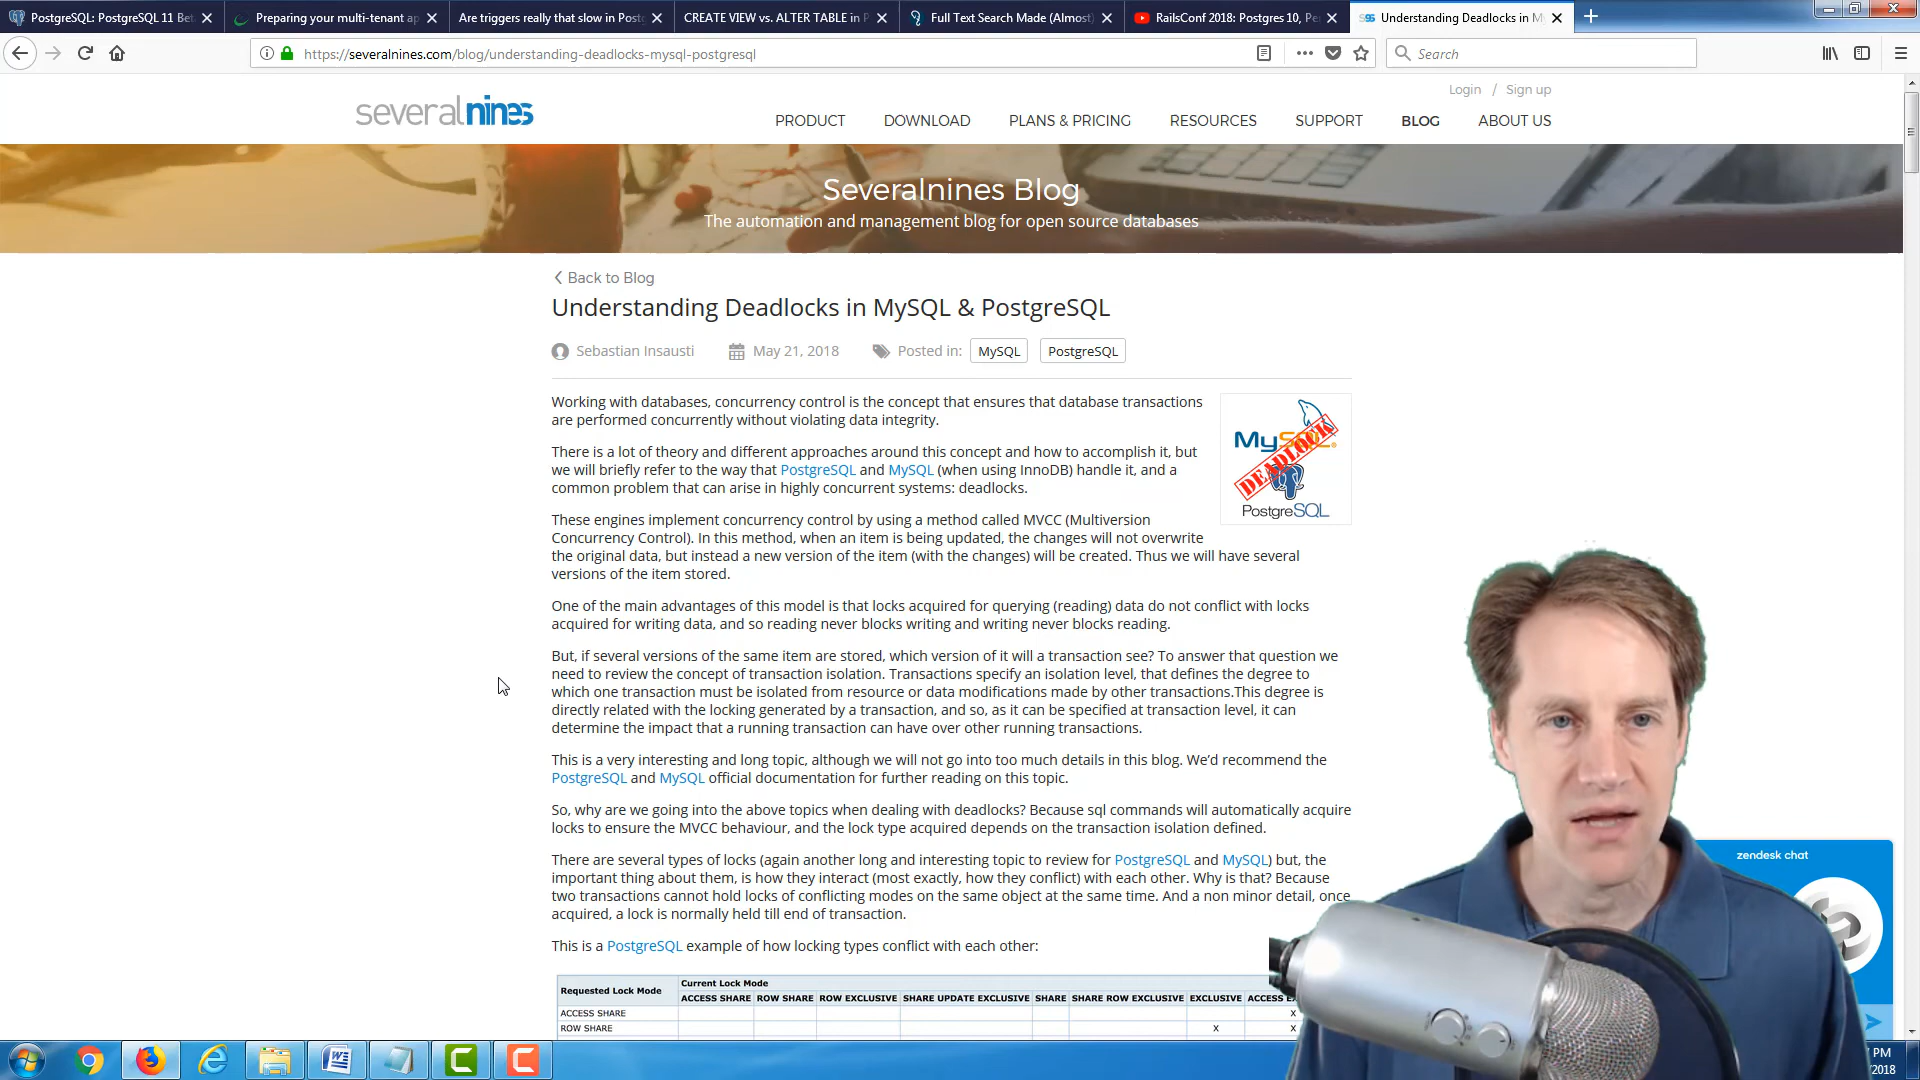 PostgreSQL: PostgreSQL 11 Bet
Preparing your multi-tenant ap
Are triggers really that slow in Postg
CREATE VIEW vs. ALTER TABLE in P
Full Text Search Made (Almost)
RailsConf 2018: Postgres 10, Pe
Understanding Deadlocks in M
https://severalnines.com/blog/understanding-deadlocks-mysql-postgresql
Search
Login / Sign up
severalnines
PRODUCT DOWNLOAD PLANS & PRICING RESOURCES SUPPORT BLOG ABOUT US
Severalnines Blog
The automation and management blog for open source databases
Back to Blog
Understanding Deadlocks in MySQL & PostgreSQL
Sebastian Insausti May 21, 2018 Posted in: MySQL PostgreSQL
Working with databases, concurrency control is the concept that ensures that database transactions
are performed concurrently without violating data integrity.
There is a lot of theory and different approaches around this concept and how to accomplish it, but
we will briefly refer to the way that PostgreSQL and MySQL (when using InnoDB) handle it, and a
common problem that can arise in highly concurrent systems: deadlocks.
MySQL
DEADLOCK
PostgreSQL
These engines implement concurrency control by using a method called MVCC (Multiversion
Concurrency Control). In this method, when an item is being updated, the changes will not overwrite
the original data, but instead a new version of the item (with the changes) will be created. Thus we will have several
versions of the item stored.
One of the main advantages of this model is that locks acquired for querying (reading) data do not conflict with locks
acquired for writing data, and so reading never blocks writing and writing never blocks reading.
But, if several versions of the same item are stored, which version of it will a transaction see? To answer that question we
need to review the concept of transaction isolation. Transactions specify an isolation level, that defines the degree to
which one transaction must be isolated from resource or data modifications made by other transactions.This degree is
directly related with the locking generated by a transaction, and so, as it can be specified at transaction level, it can
determine the impact that a running transaction can have over other running transactions.
This is a very interesting and long topic, although we will not go into too much details in this blog. We'd recommend the
PostgreSQL and MySQL official documentation for further reading on this topic.
So, why are we going into the above topics when dealing with deadlocks? Because sql commands will automatically acquire
locks to ensure the MVCC behaviour, and the lock type acquired depends on the transaction isolation defined.
There are several types of locks (again another long and interesting topic to review for PostgreSQL and MySQL) but, the
important thing about them, is how they interact (most exactly, how they conflict) with each other. Why is that? Because
two transactions cannot hold locks of conflicting modes on the same object at the same time. And a non minor detail, once
acquired, a lock is normally held till end of transaction.
This is a PostgreSQL example of how locking types conflict with each other:
Requested Lock Mode Current Lock Mode
ACCESS SHARE ROW SHARE ROW EXCLUSIVE SHARE UPDATE EXCLUSIVE SHARE SHARE ROW EXCLUSIVE EXCLUSIVE ACCESS E
ACCESS SHARE X
ROW SHARE X X
zendesk chat
PM
2018